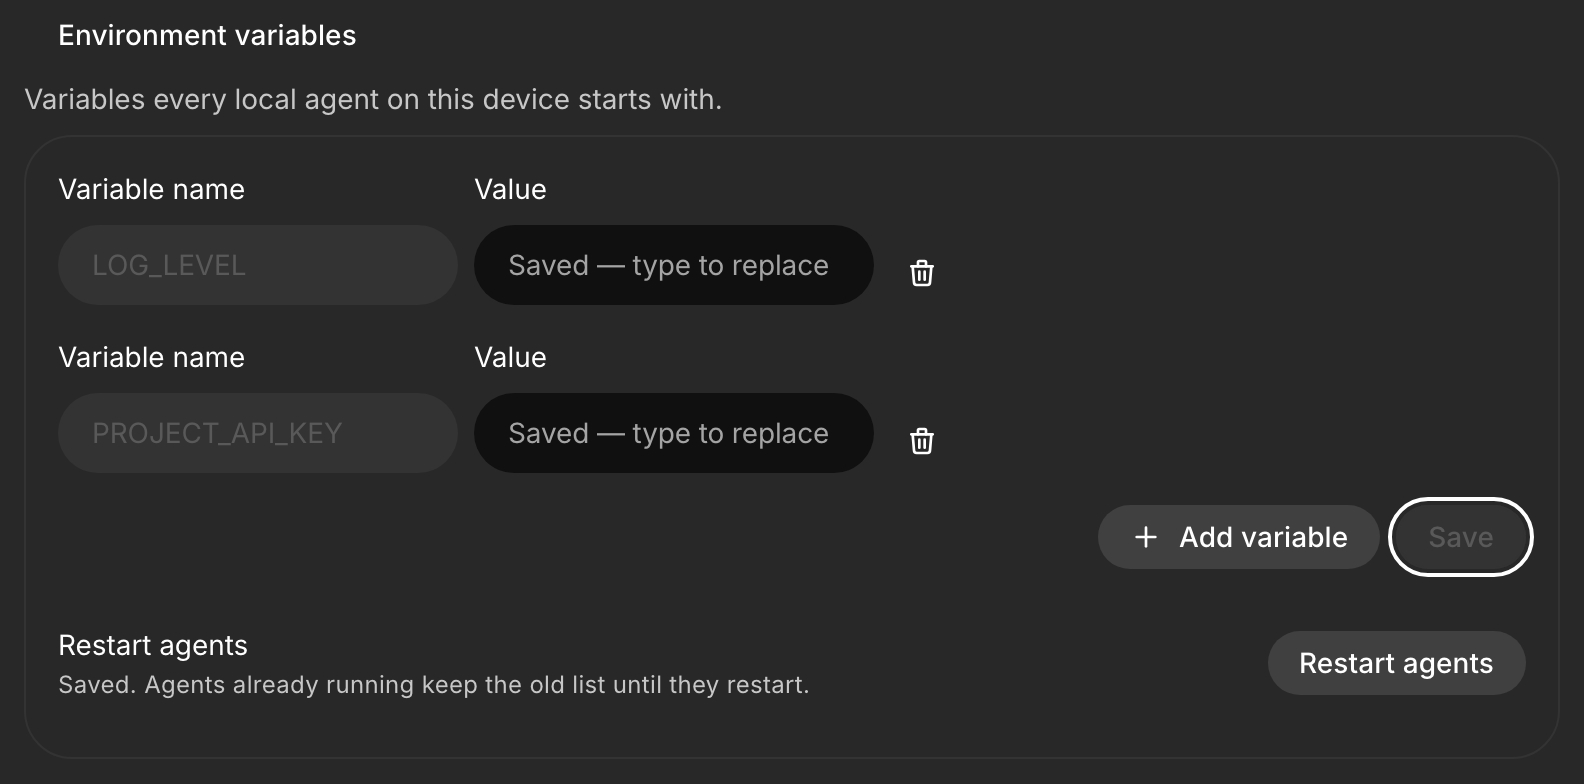 Environment variables
Variables every local agent on this device starts with.
Variable name Value
LOG_LEVEL Saved — type to replace
Variable name Value
PROJECT_API_KEY Saved — type to replace
Add variable Save
Restart agents
Saved. Agents already running keep the old list until they restart.
Restart agents